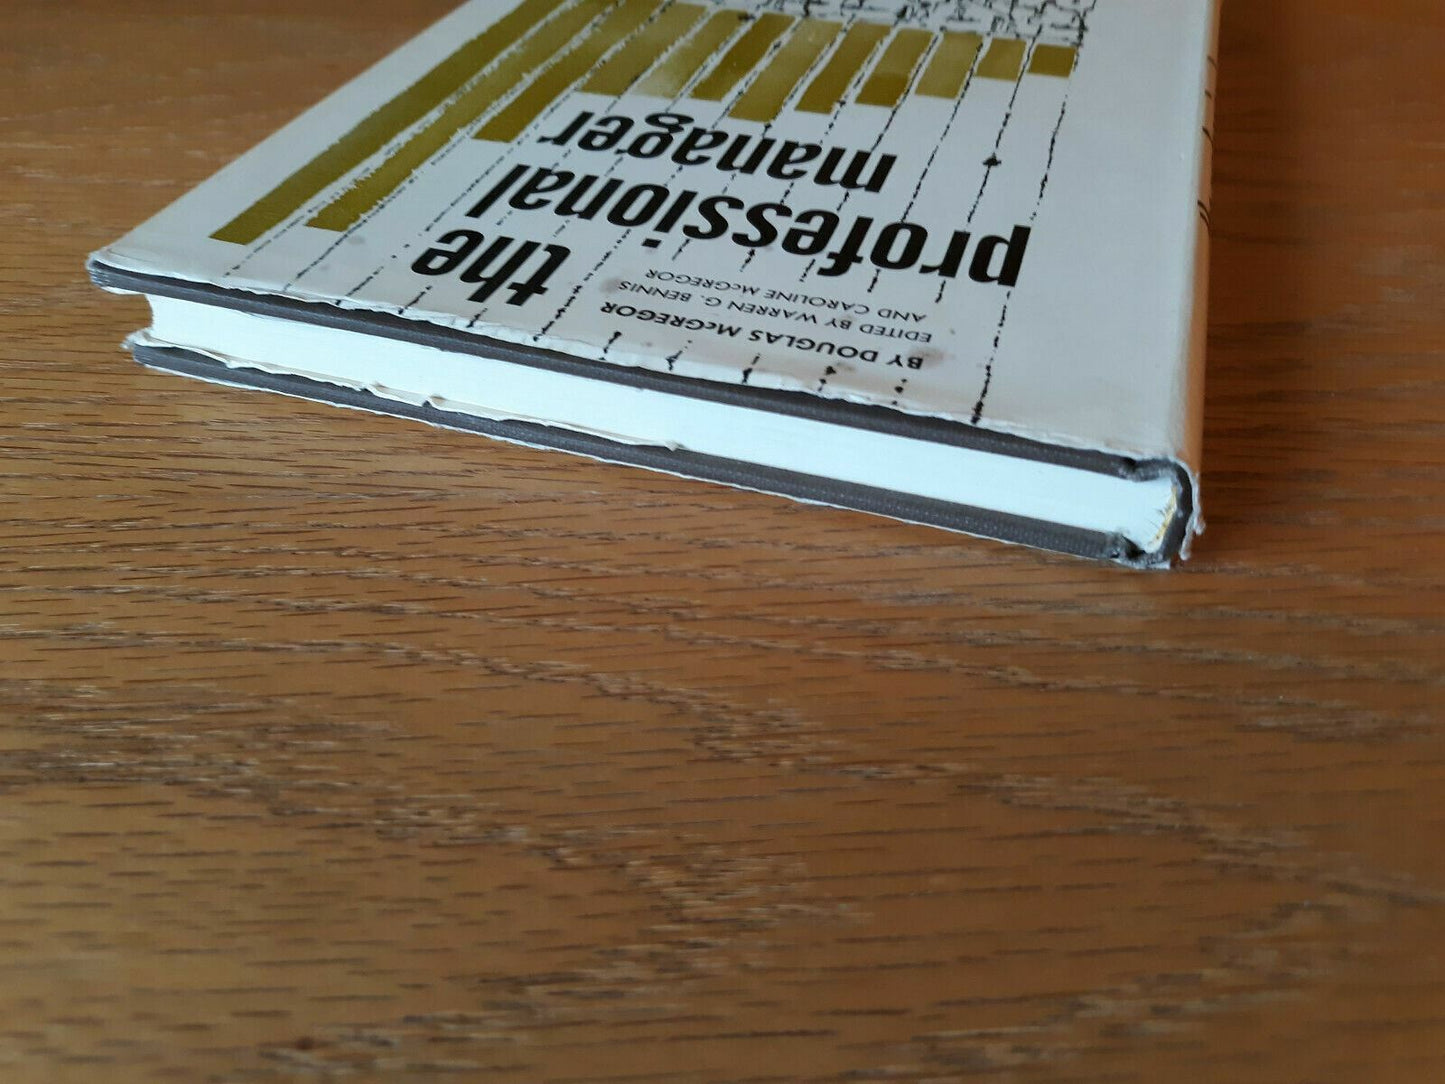 BY DOUGLAS McGREGOR
EDITED BY WARREN G. BENNIS
AND CAROLINE McGREGOR
the
professional
manager